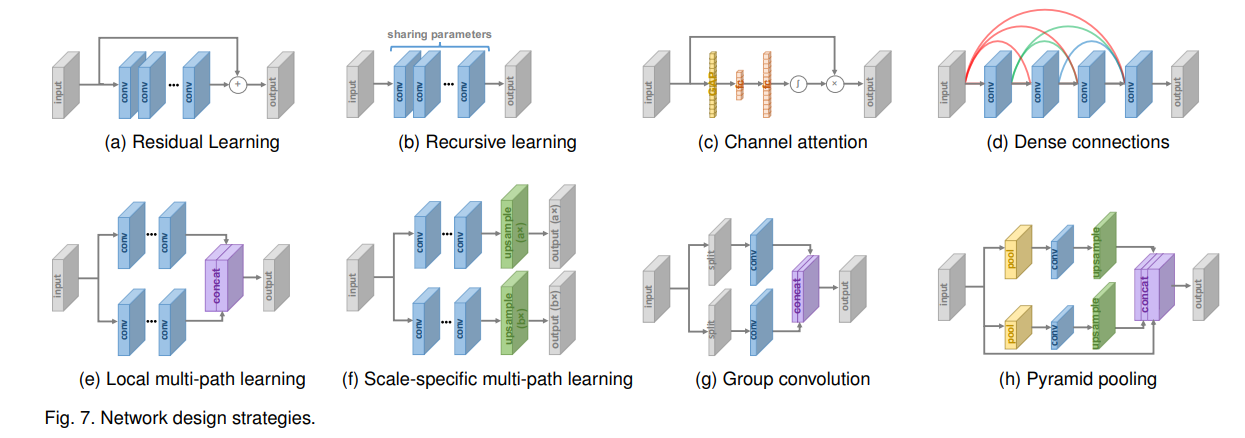 input
conv
conv
...
conv
+
output
(a) Residual Learning
sharing parameters
input
conv
conv
...
conv
output
(b) Recursive learning
input
GAP
fc
fc
∫
×
output
(c) Channel attention
input
conv
conv
conv
conv
output
(d) Dense connections
input
conv
...
conv
conv
...
conv
concat
output
(e) Local multi-path learning
input
conv
...
conv
upsample
(a×)
output (a×)
conv
...
conv
upsample
(b×)
output (b×)
(f) Scale-specific multi-path learning
input
split
conv
split
conv
concat
output
(g) Group convolution
input
pool
conv
upsample
pool
conv
upsample
concat
output
(h) Pyramid pooling
Fig. 7. Network design strategies.